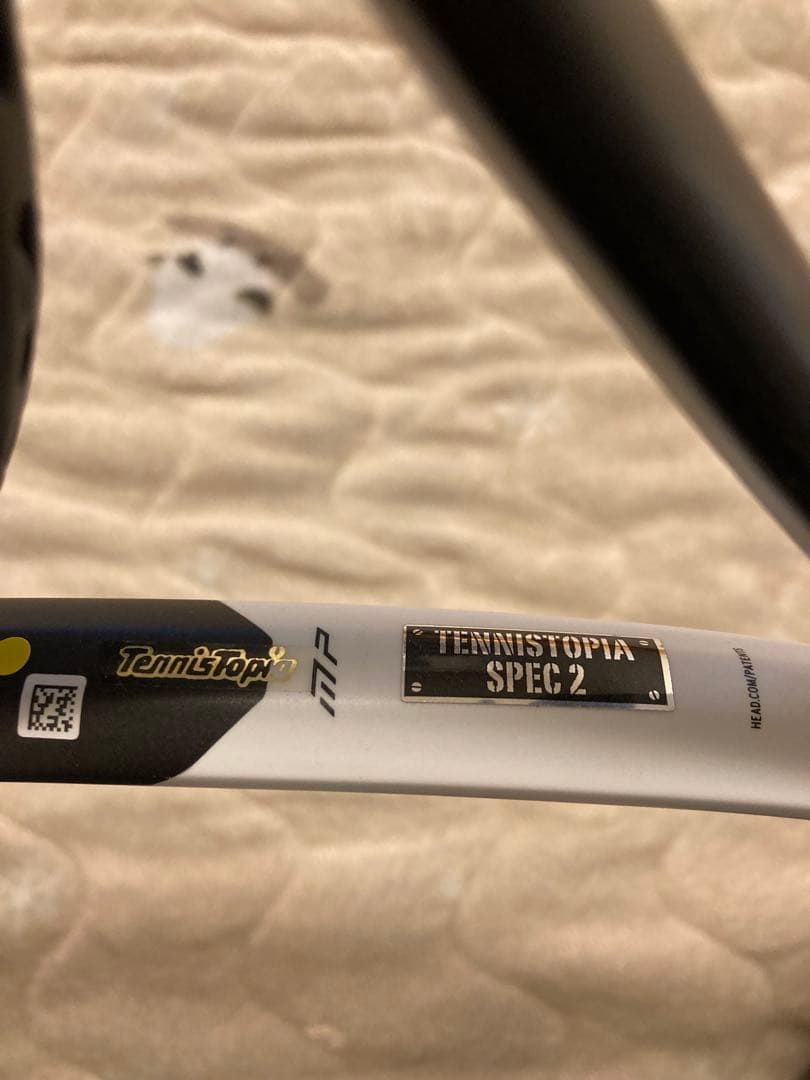 TennisTopia
MP
TENNISTOPIA
SPEC 2
HEAD.COM/PATENTS